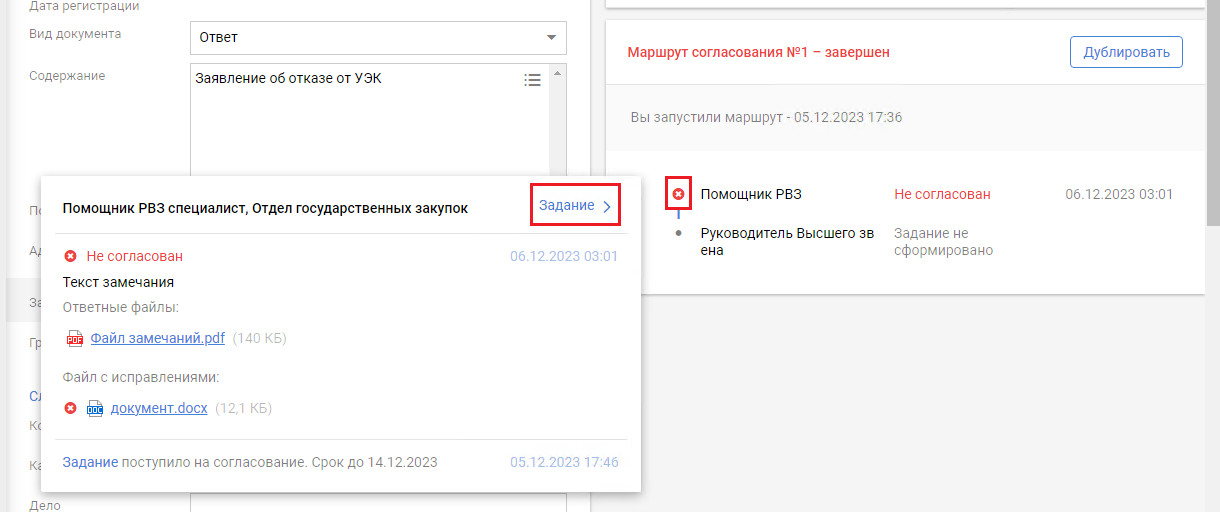 Дата регистрации
Вид документа
Ответ
Содержание
Заявление об отказе от УЭК
Маршрут согласования №1 – завершен
Дублировать
Вы запустили маршрут - 05.12.2023 17:36
Помощник РВЗ
Не согласован
06.12.2023 03:01
Руководитель Высшего зв
ена
Задание не
сформировано
Помощник РВЗ специалист, Отдел государственных закупок
Задание
Не согласован
06.12.2023 03:01
Текст замечания
Ответные файлы:
PDF
Файл замечаний.pdf (140 КБ)
Файл с исправлениями:
DOC
документ.docx (12,1 КБ)
Задание поступило на согласование. Срок до 14.12.2023
05.12.2023 17:46
Дело